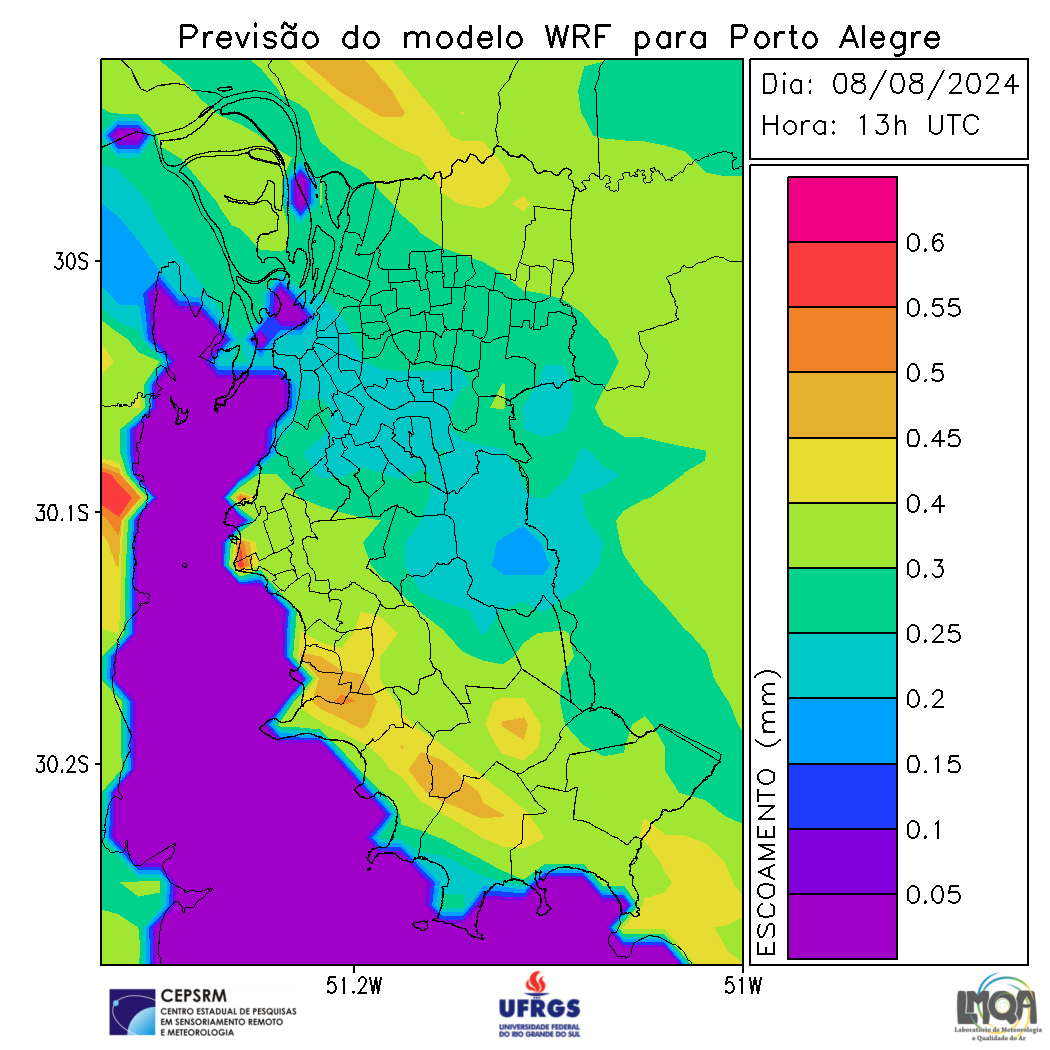 Previsão do modelo WRF para Porto Alegre
Dia: 08/08/2024
Hora: 13h UTC
30S
30.1S
30.2S
51.2W
51W
0.6
0.55
0.5
0.45
0.4
0.3
0.25
0.2
0.15
0.1
0.05
ESCOAMENTO (mm)
CEPSRM
CENTRO ESTADUAL DE PESQUISAS
EM SENSORIAMENTO REMOTO
E METEOROLOGIA
UFRGS
UNIVERSIDADE FEDERAL
DO RIO GRANDE DO SUL
LMQA
Laboratório de Meteorologia
e Qualidade do Ar